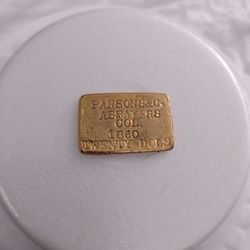 PARSONS&CO.
ASSAYERS
COL.
1860
TWENTY DOLS